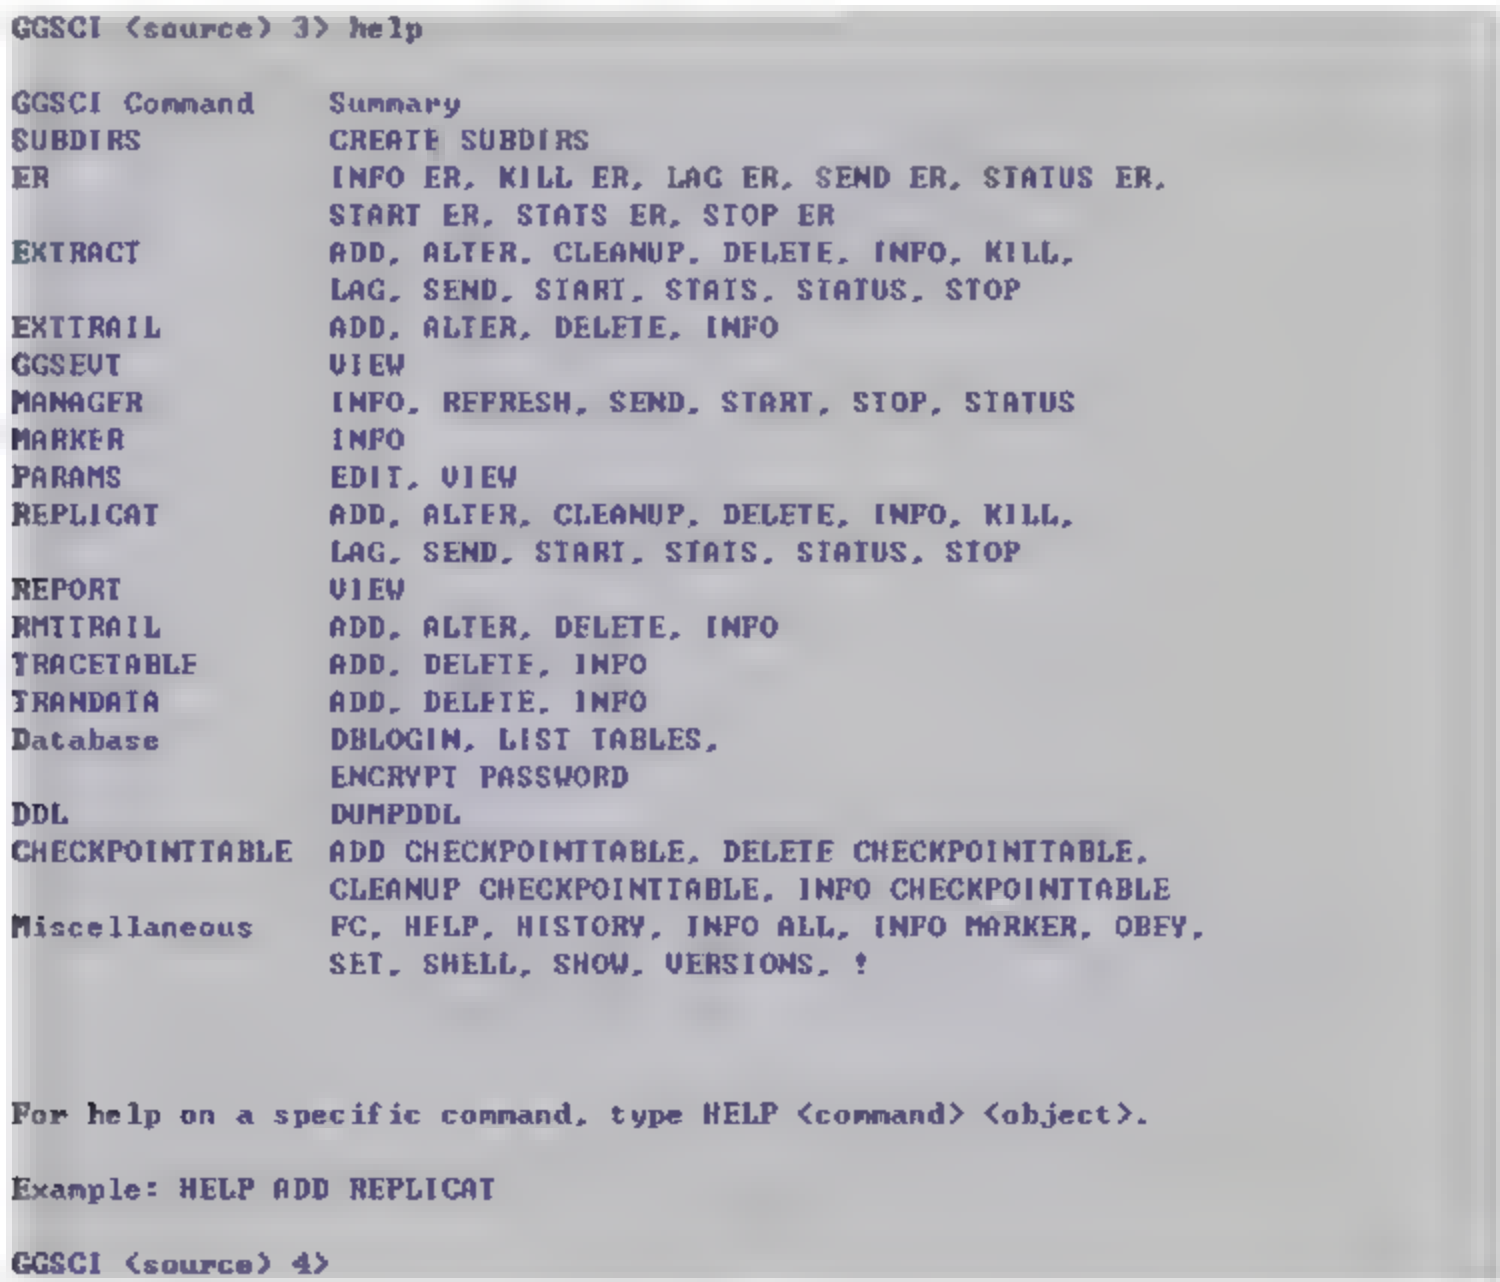 GGSCI (source) 3> help
GGSCI Command    Summary
SUBDIRS          CREATE SUBDIRS
ER               INFO ER, KILL ER, LAG ER, SEND ER, STATUS ER,
                 START ER, STATS ER, STOP ER
EXTRACT          ADD, ALTER, CLEANUP, DELETE, INFO, KILL,
                 LAG, SEND, START, STATS, STATUS, STOP
EXTTRAIL         ADD, ALTER, DELETE, INFO
GGSEVT           VIEW
MANAGER          INFO, REFRESH, SEND, START, STOP, STATUS
MARKER           INFO
PARAMS           EDIT, VIEW
REPLICAT         ADD, ALTER, CLEANUP, DELETE, INFO, KILL,
                 LAG, SEND, START, STATS, STATUS, STOP
REPORT           VIEW
RMTTRAIL         ADD, ALTER, DELETE, INFO
TRACETABLE       ADD, DELETE, INFO
TRANDATA         ADD, DELETE, INFO
Database         DBLOGIN, LIST TABLES,
                 ENCRYPT PASSWORD
DDL              DUMPDDL
CHECKPOINTTABLE  ADD CHECKPOINTTABLE, DELETE CHECKPOINTTABLE,
                 CLEANUP CHECKPOINTTABLE, INFO CHECKPOINTTABLE
Miscellaneous    FC, HELP, HISTORY, INFO ALL, INFO MARKER, OBEY,
                 SET, SHELL, SHOW, VERSIONS, !
For help on a specific command, type HELP <command> <object>.
Example: HELP ADD REPLICAT
GGSCI (source) 4>